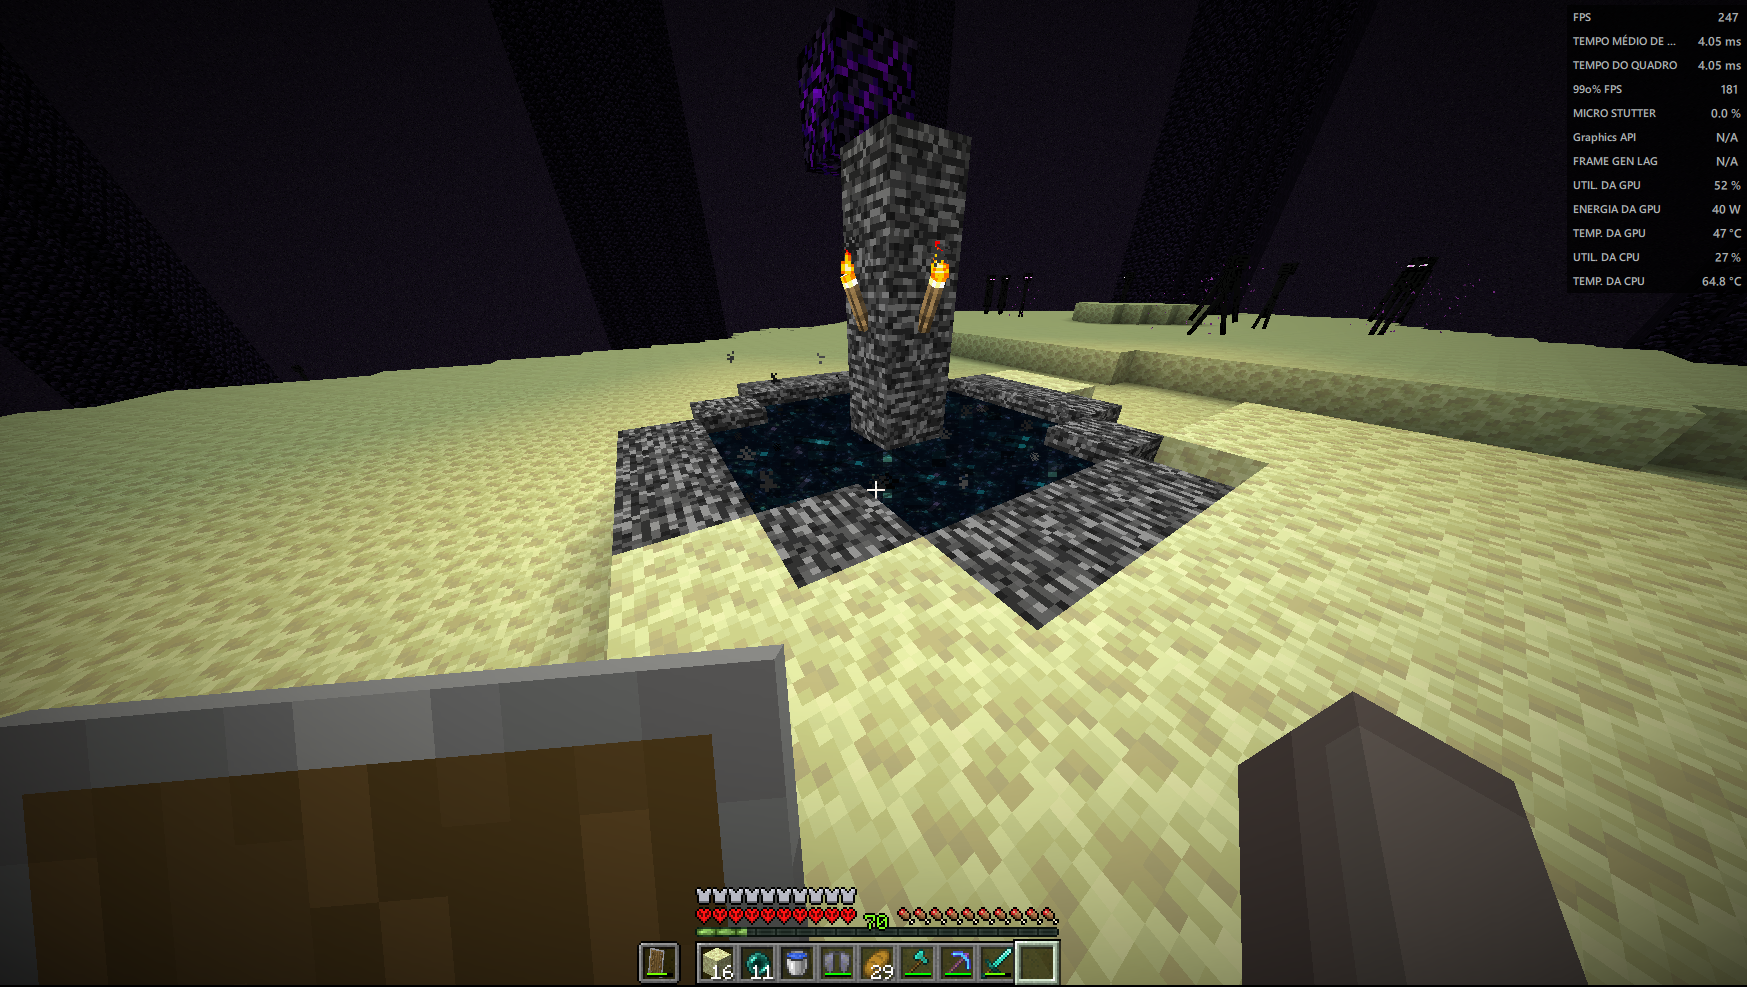 FPS 247
TEMPO MÉDIO DE ... 4.05 ms
TEMPO DO QUADRO 4.05 ms
99o% FPS 181
MICRO STUTTER 0.0 %
Graphics API N/A
FRAME GEN LAG N/A
UTIL. DA GPU 52 %
ENERGIA DA GPU 40 W
TEMP. DA GPU 47 °C
UTIL. DA CPU 27 %
TEMP. DA CPU 64.8 °C
70
16 11 29